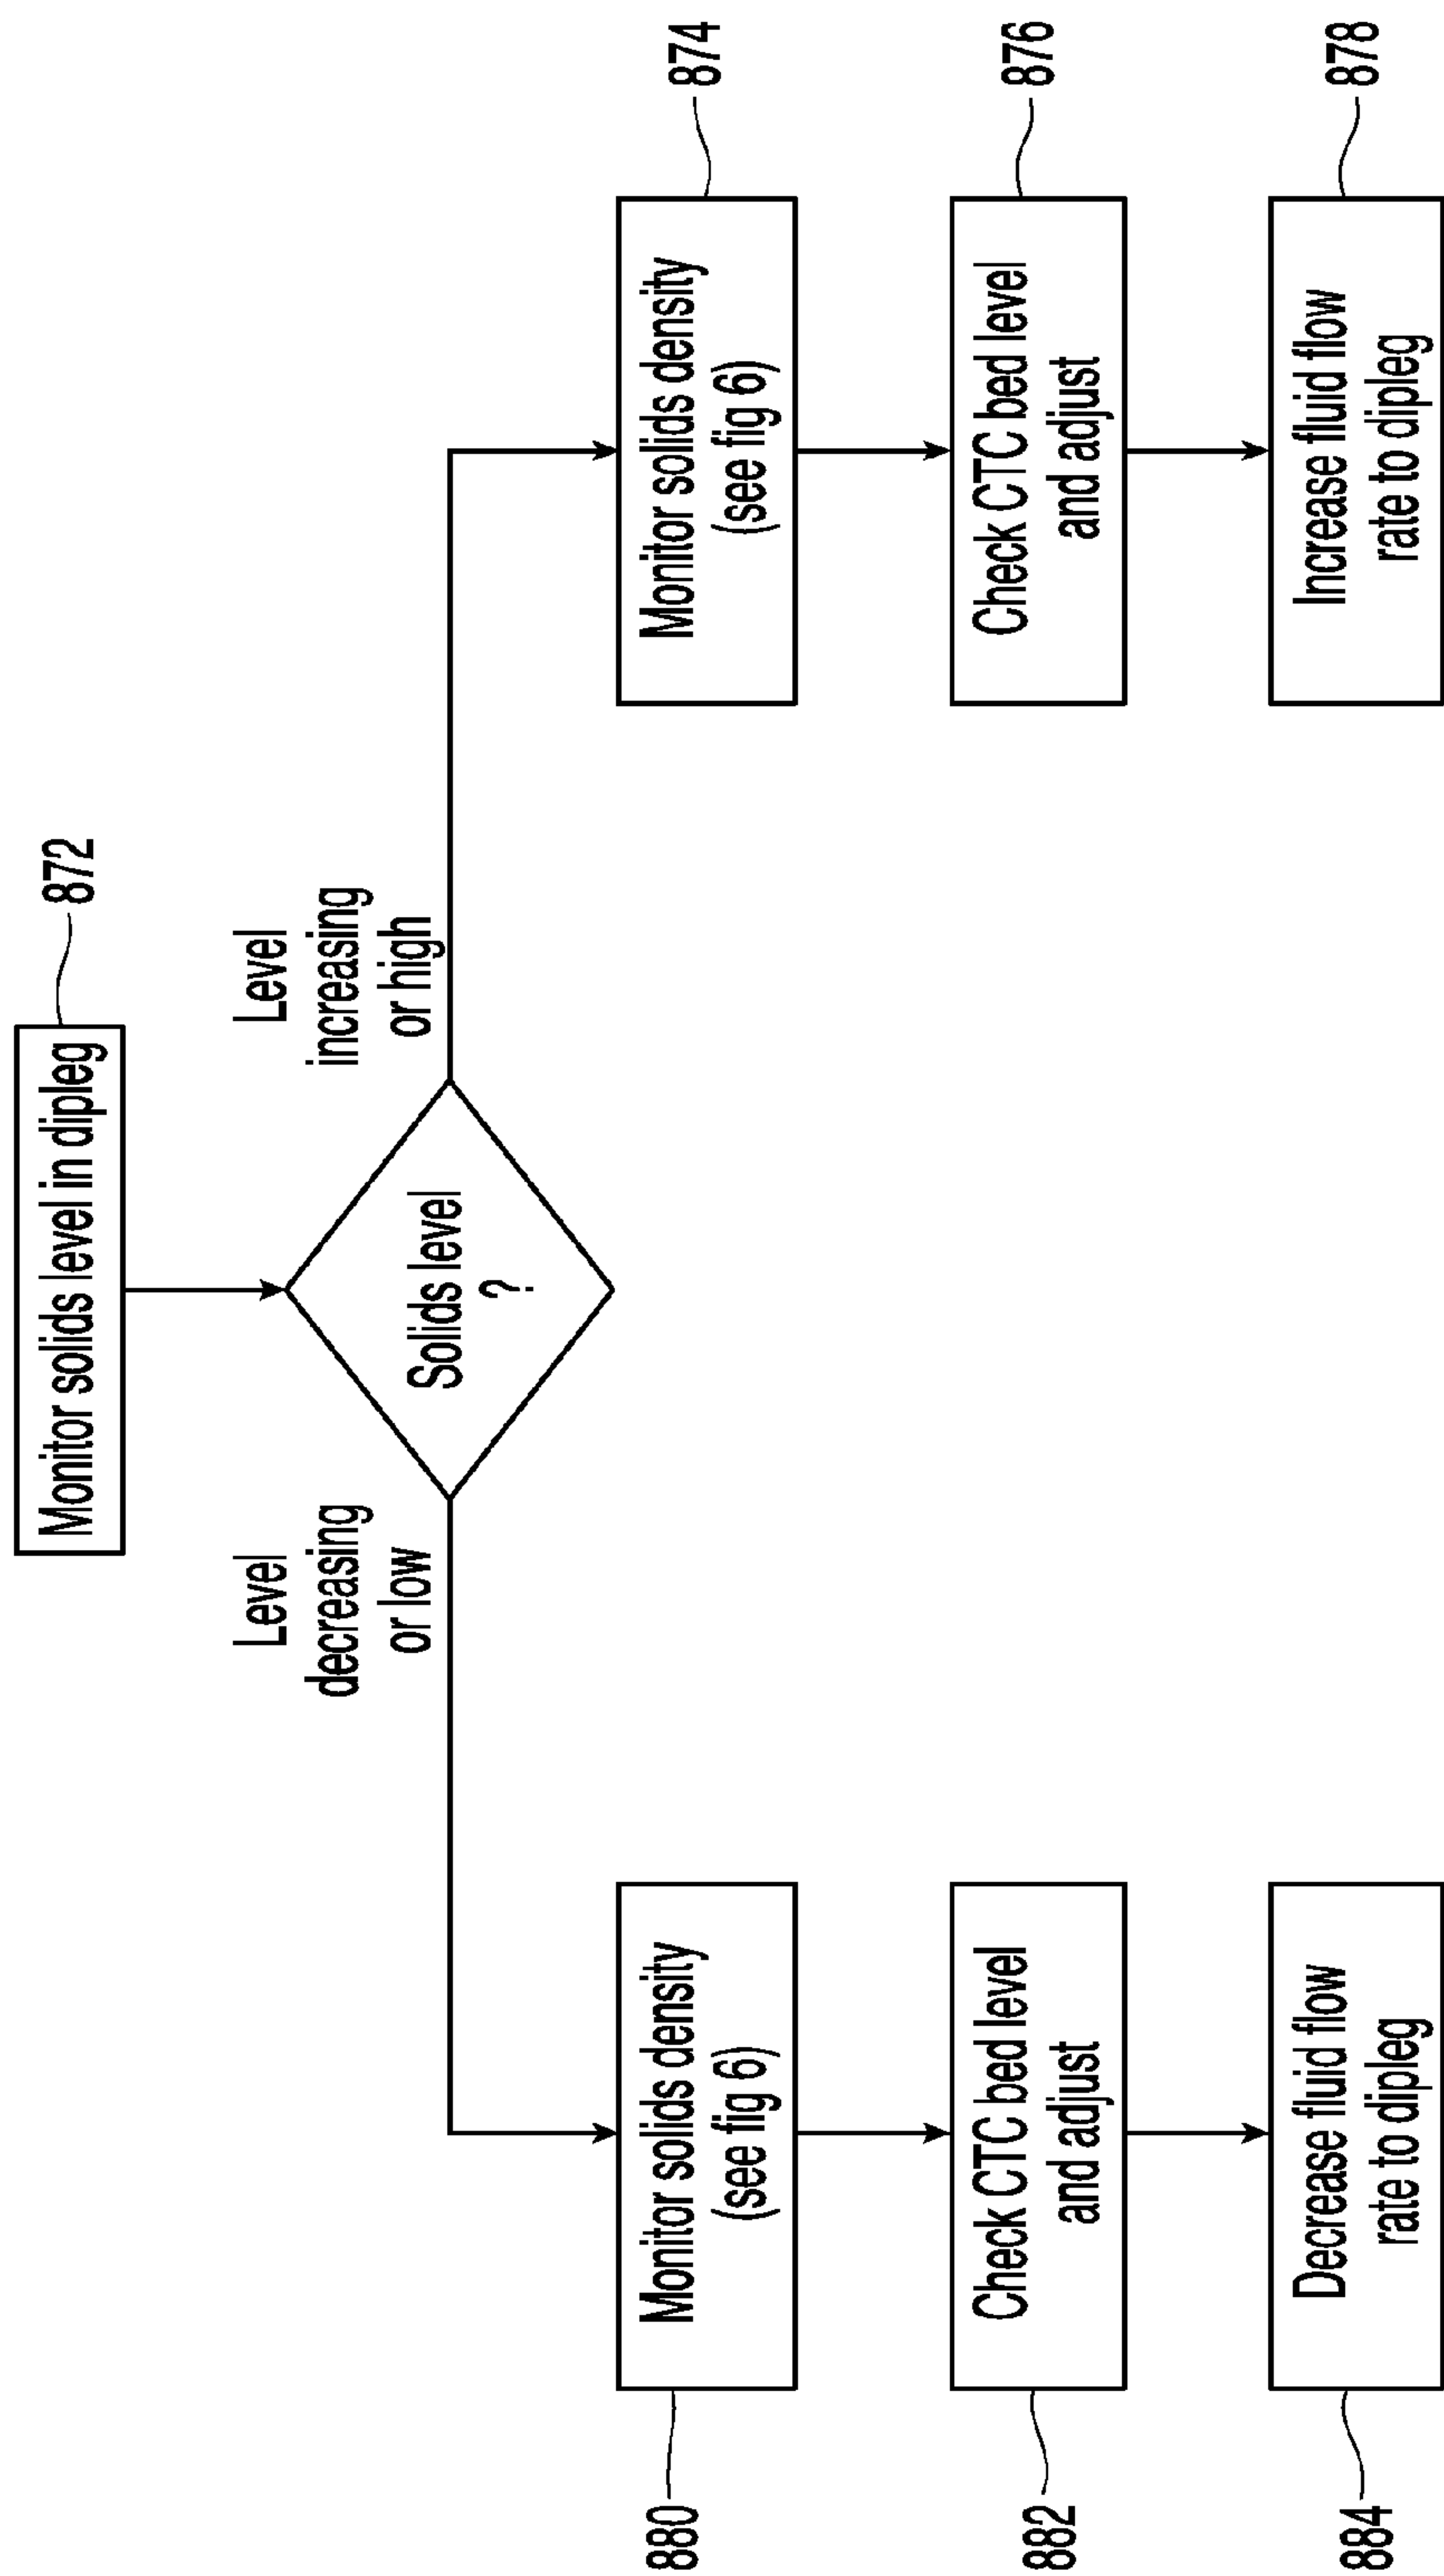 Monitor solids level in dipleg
872
Level
decreasing
or low
Solids level
?
Level
increasing
or high
880
Monitor solids density
(see fig 6)
Monitor solids density
(see fig 6)
874
882
Check CTC bed level
and adjust
Check CTC bed level
and adjust
876
884
Decrease fluid flow
rate to dipleg
Increase fluid flow
rate to dipleg
878